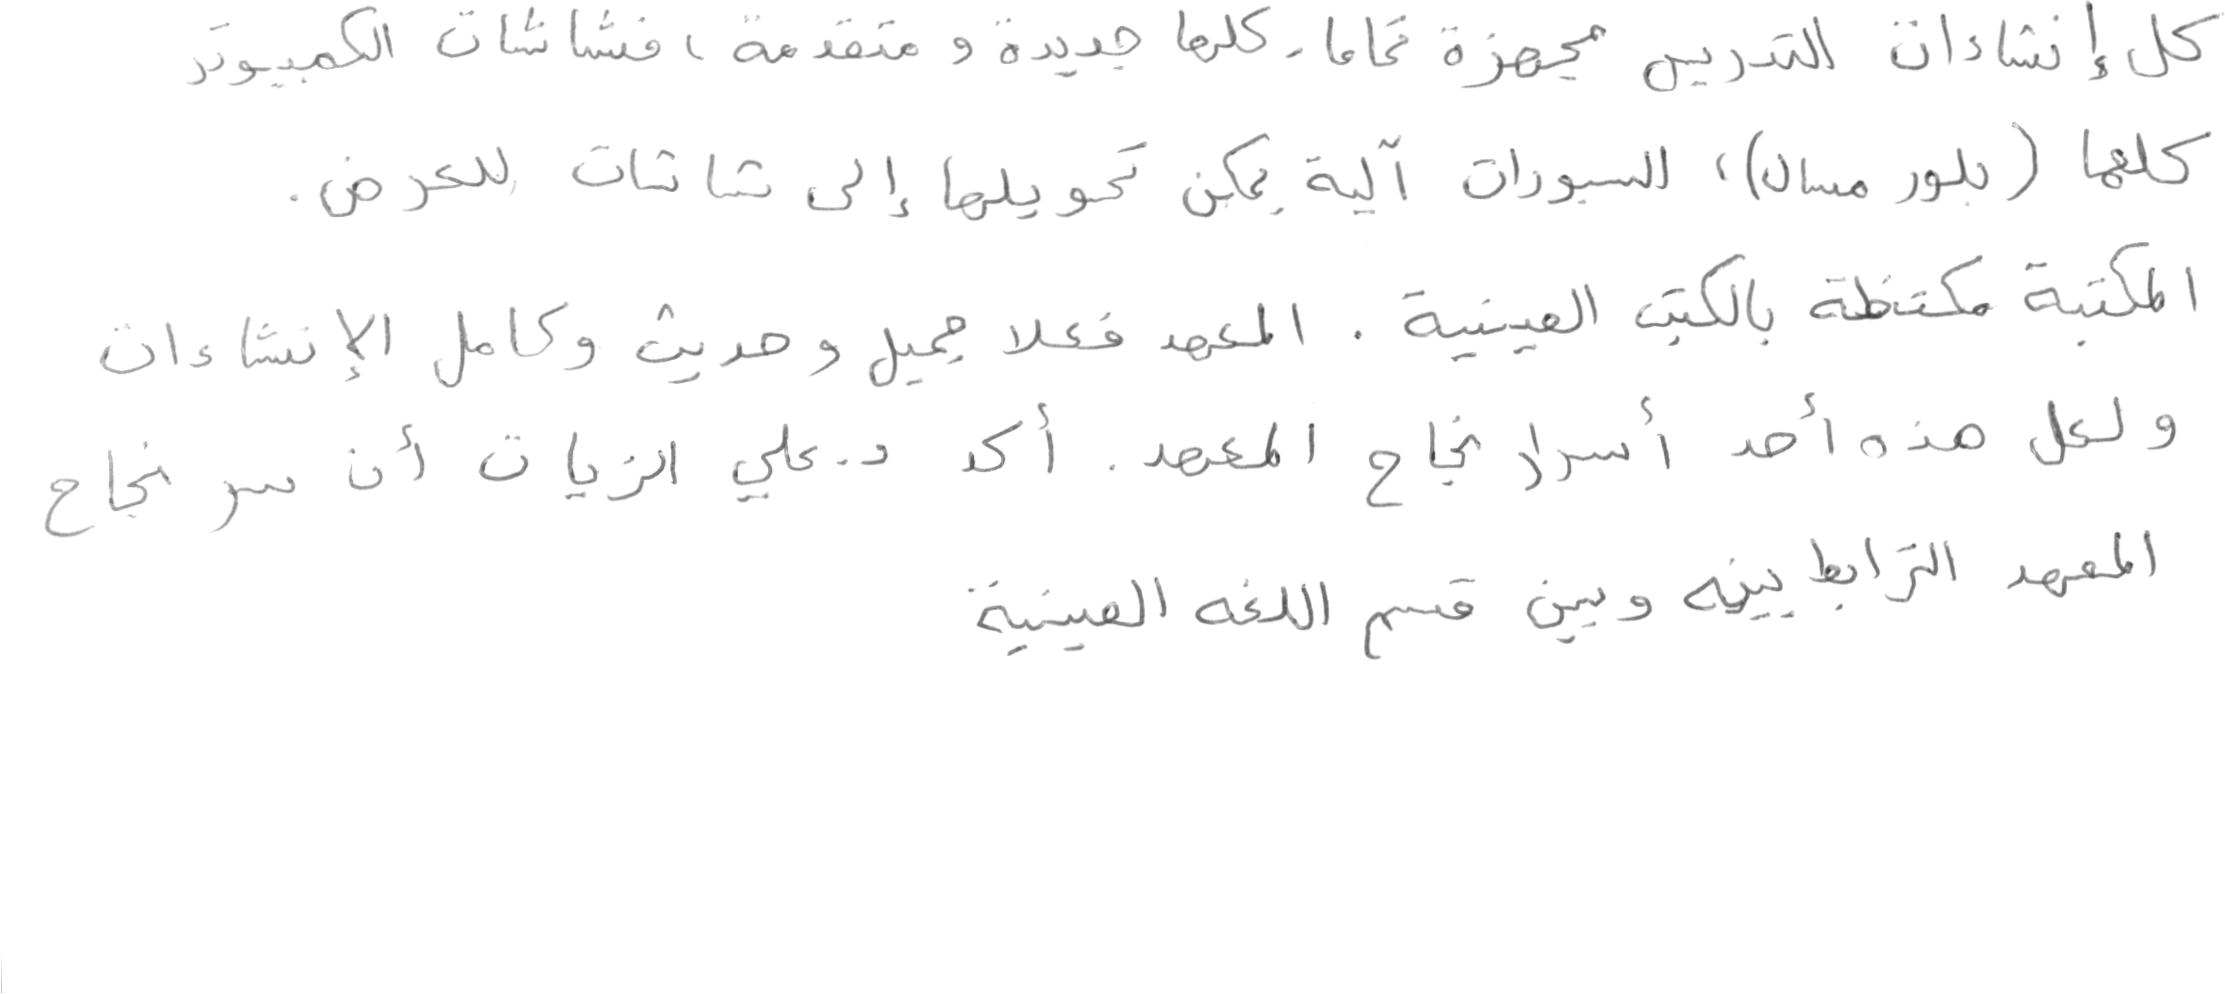 كل إنشاءات التدريس مجهزة تماما. كلها جديدة و متقدمة، فشاشات الكمبيوتر
كلها (بلور مسال)، السبورات آلية يمكن تحويلها إلى شاشات للعرض.
المكتبة مكتظة بالكتب الصينية. المعهد فعلا جميل وحديث وكامل الإنشاءات
ولعل هذه أحد أسرار نجاح المعهد. أكد د. علي الزيات أن سر نجاح
المعهد الترابط بينه وبين قسم اللغه الصينية